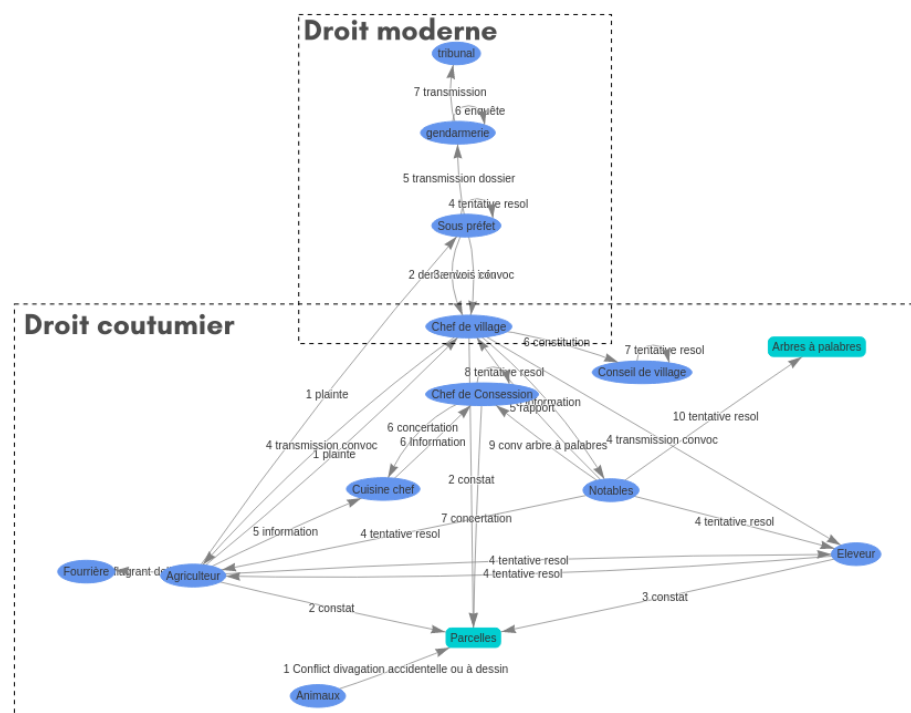 Droit moderne
tribunal
7 transmission
6 enquête
gendarmerie
5 transmission dossier
4 tentative resol
Sous préfet
convoc
Droit coutumier
Chef de village
6 constitution
7 tentative resol
Conseil de village
Arbres à palabres
8 tentative resol
Chef de Consession
information
5 rapport
1 plainte
10 tentative resol
6 concertation
6 Information
9 conv arbre à palabres
4 transmission convoc
4 transmission convoc
1 plainte
2 constat
Cuisine chef
Notables
7 concertation
4 tentative resol
5 information
4 tentative resol
Eleveur
4 tentative resol
4 tentative resol
Fourrière
Agriculteur
2 constat
3 constat
Parcelles
1 Conflict divagation accidentelle ou à dessin
Animaux